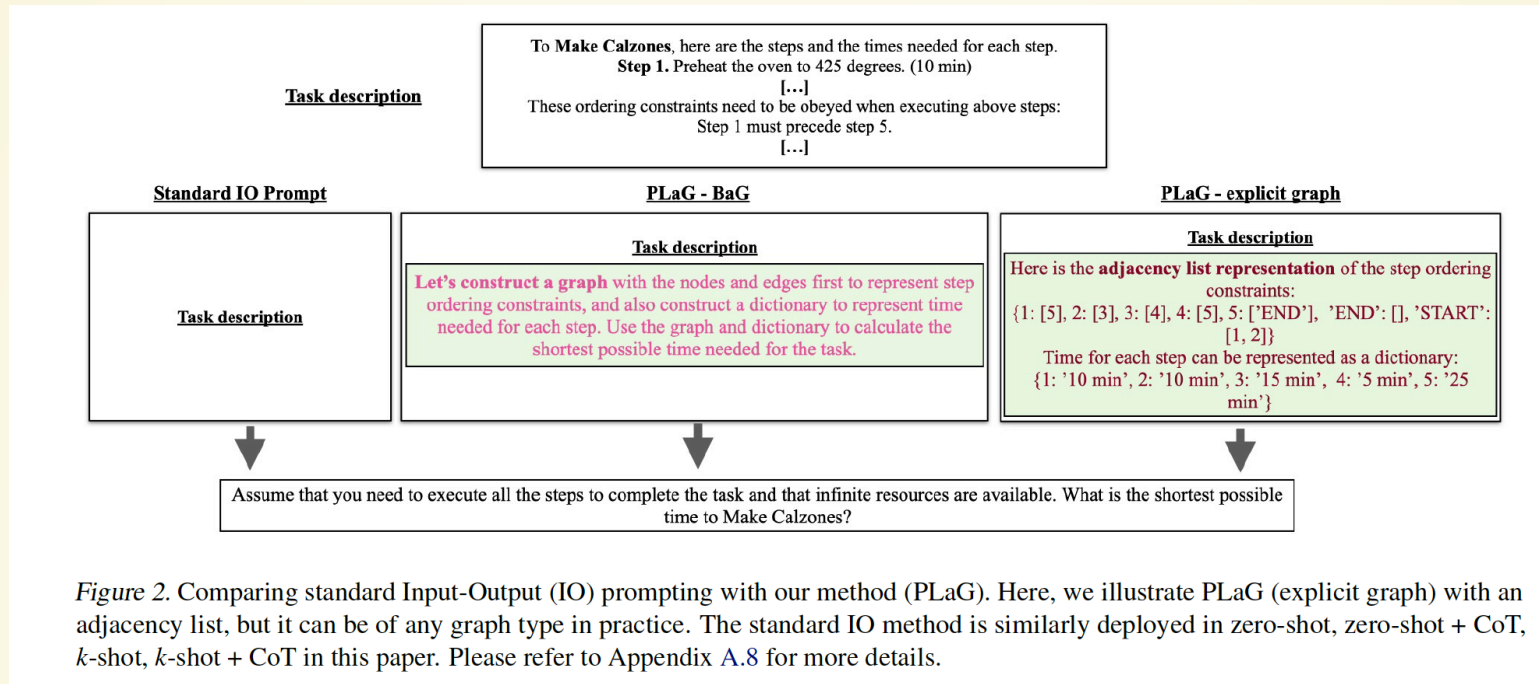 To Make Calzones, here are the steps and the times needed for each step.
Step 1. Preheat the oven to 425 degrees. (10 min)
[...]
Task description
These ordering constraints need to be obeyed when executing above steps:
Step 1 must precede step 5.
[...]
Standard IO Prompt
Task description
PLaG - BaG
Task description
Let's construct a graph with the nodes and edges first to represent step
ordering constraints, and also construct a dictionary to represent time
needed for each step. Use the graph and dictionary to calculate the
shortest possible time needed for the task.
PLaG - explicit graph
Task description
Here is the adjacency list representation of the step ordering
constraints:
{1: [5], 2: [3], 3: [4], 4: [5], 5: ['END'], 'END': [], 'START':
[1, 2]}
Time for each step can be represented as a dictionary:
{1: '10 min', 2: '10 min', 3: '15 min', 4: '5 min', 5: '25
min'}
Assume that you need to execute all the steps to complete the task and that infinite resources are available. What is the shortest possible
time to Make Calzones?
Figure 2. Comparing standard Input-Output (IO) prompting with our method (PLaG). Here, we illustrate PLaG (explicit graph) with an
adjacency list, but it can be of any graph type in practice. The standard IO method is similarly deployed in zero-shot, zero-shot + CoT,
k-shot, k-shot + CoT in this paper. Please refer to Appendix A.8 for more details.